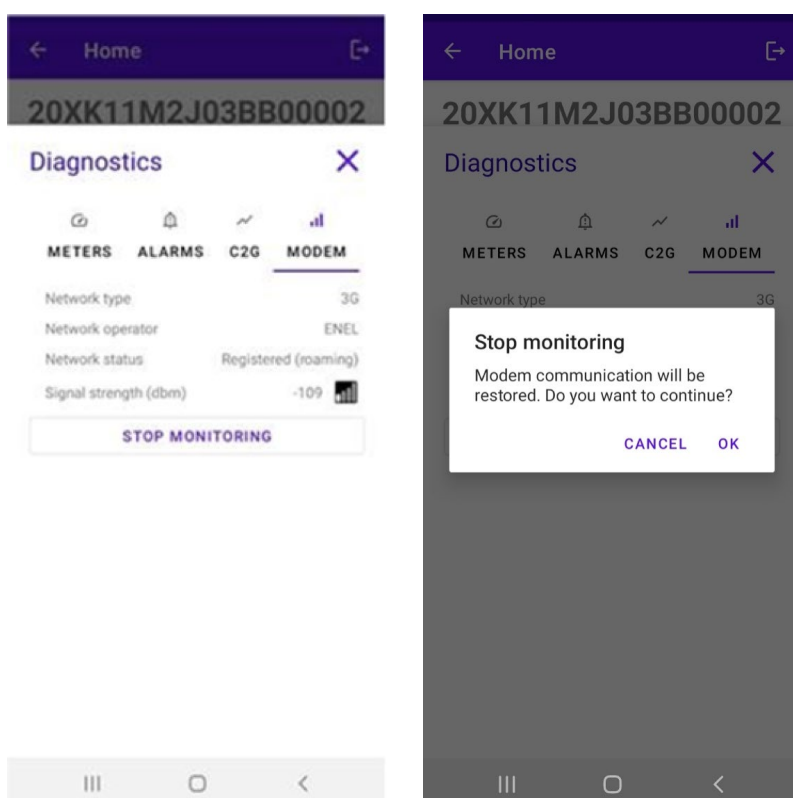 Home
20XK11M2J03BB00002
Diagnostics
METERS ALARMS C2G MODEM
Network type 3G
Network operator ENEL
Network status Registered (roaming)
Signal strength (dbm) -109
STOP MONITORING
Home
20XK11M2J03BB00002
Diagnostics
METERS ALARMS C2G MODEM
Network type 3G
Stop monitoring
Modem communication will be
restored. Do you want to continue?
CANCEL OK